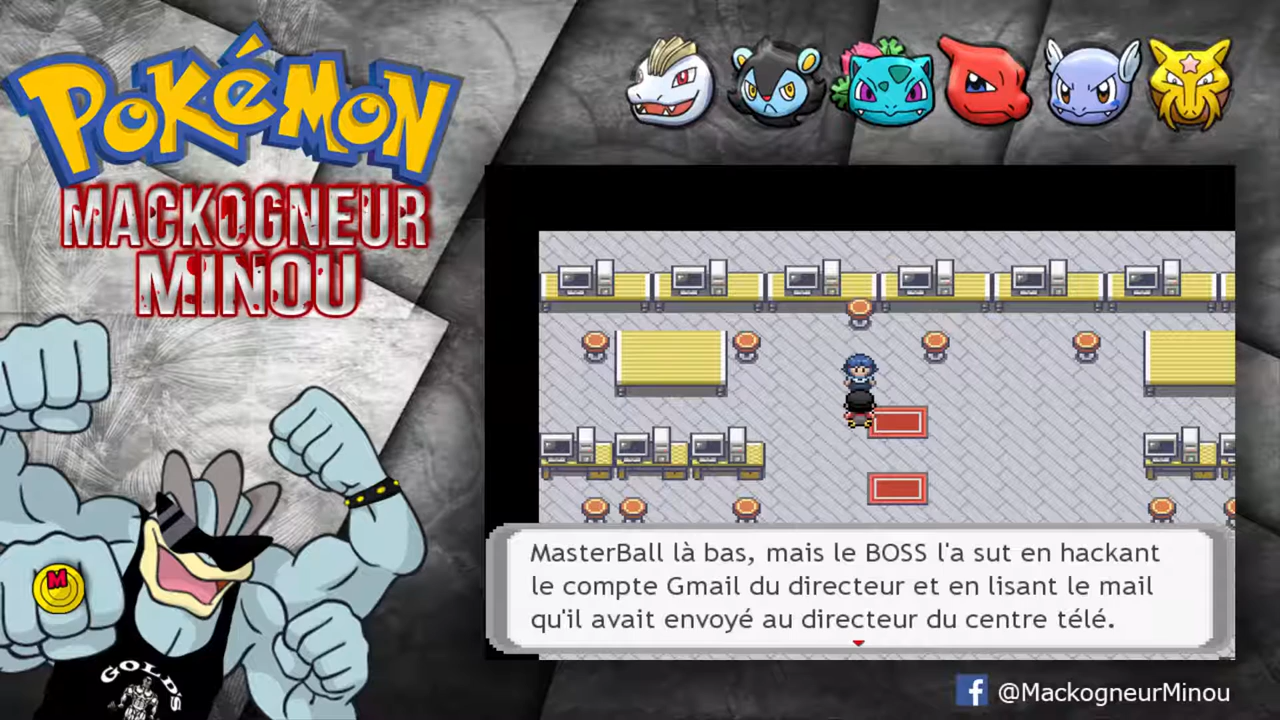 POKéMON
MACKOGNEUR
MINOU
MasterBall là bas, mais le BOSS l'a sut en hackant
le compte Gmail du directeur et en lisant le mail
qu'il avait envoyé au directeur du centre télé.
M
GOLD'S
f @MackogneurMinou